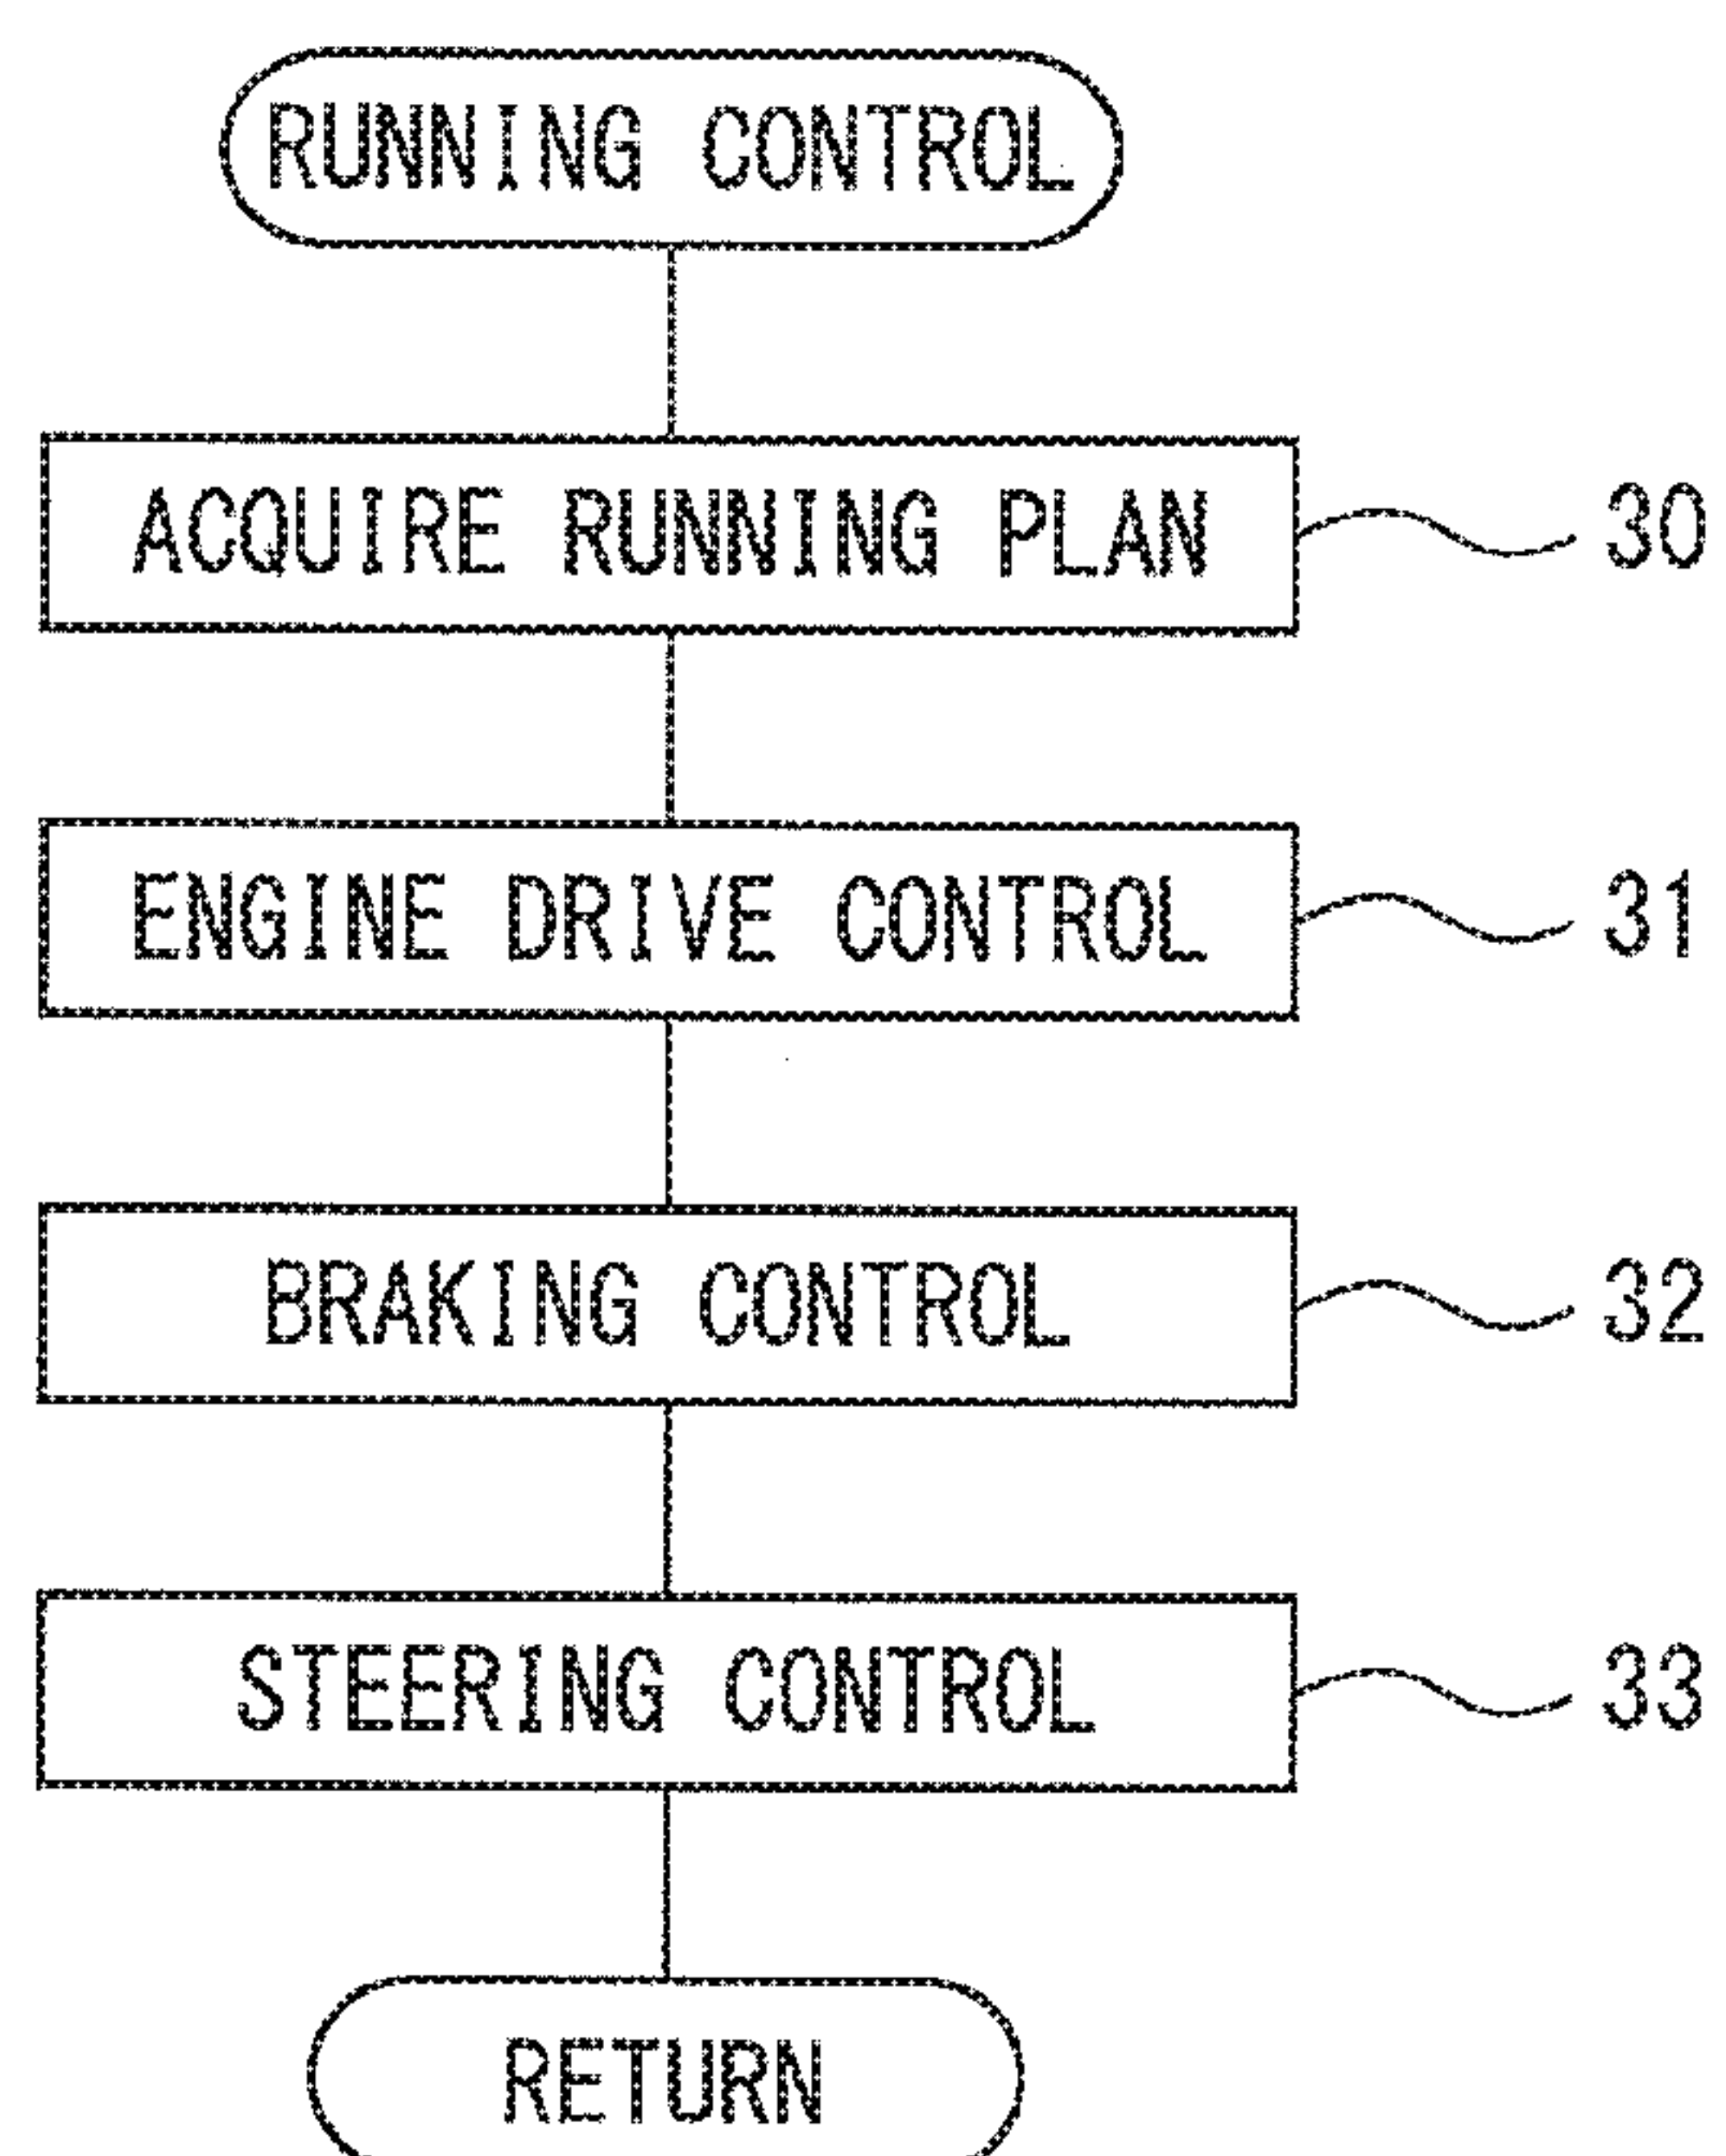 RUNNING CONTROL
ACQUIRE RUNNING PLAN
30
ENGINE DRIVE CONTROL
31
BRAKING CONTROL
32
STEERING CONTROL
33
RETURN